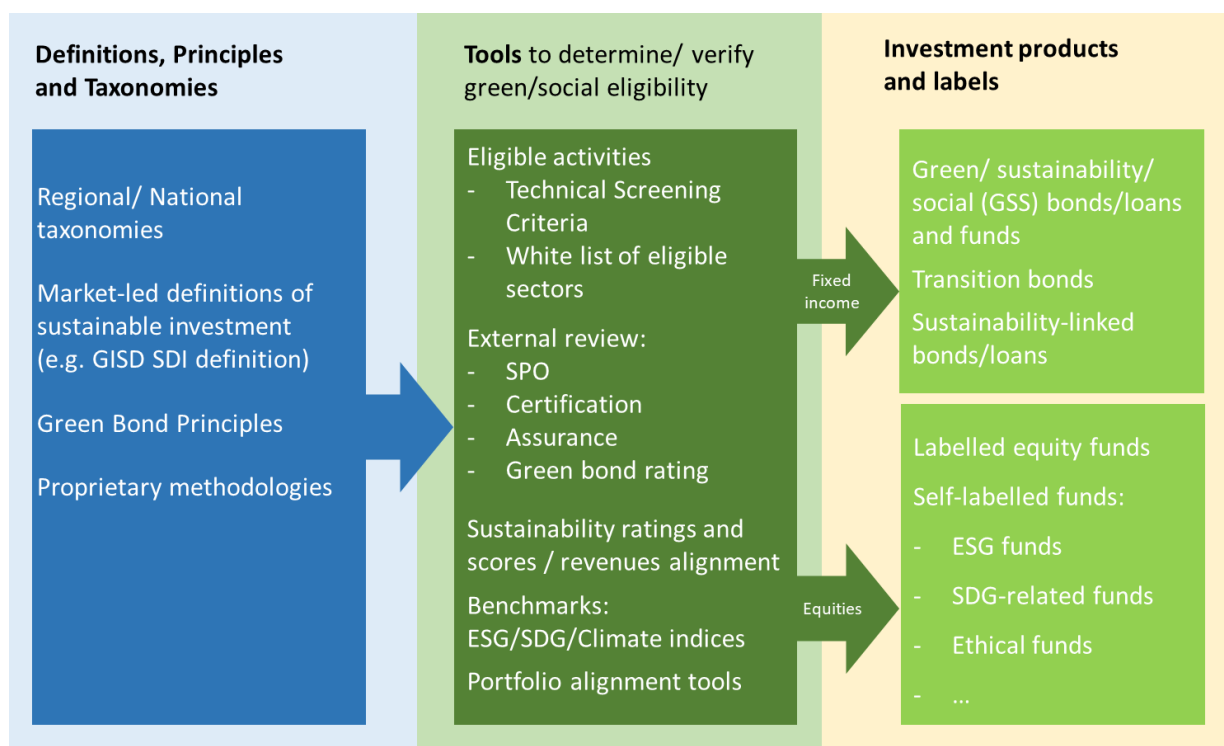 Definitions, Principles
and Taxonomies
Regional/ National
taxonomies
Market-led definitions of
sustainable investment
(e.g. GISD SDI definition)
Green Bond Principles
Proprietary methodologies
Tools to determine/ verify
green/social eligibility
Eligible activities
- Technical Screening
Criteria
- White list of eligible
sectors
External review:
- SPO
- Certification
- Assurance
- Green bond rating
Sustainability ratings and
scores / revenues alignment
Benchmarks:
ESG/SDG/Climate indices
Portfolio alignment tools
Fixed
income
Equities
Investment products
and labels
Green/ sustainability/
social (GSS) bonds/loans
and funds
Transition bonds
Sustainability-linked
bonds/loans
Labelled equity funds
Self-labelled funds:
- ESG funds
- SDG-related funds
- Ethical funds
- ...